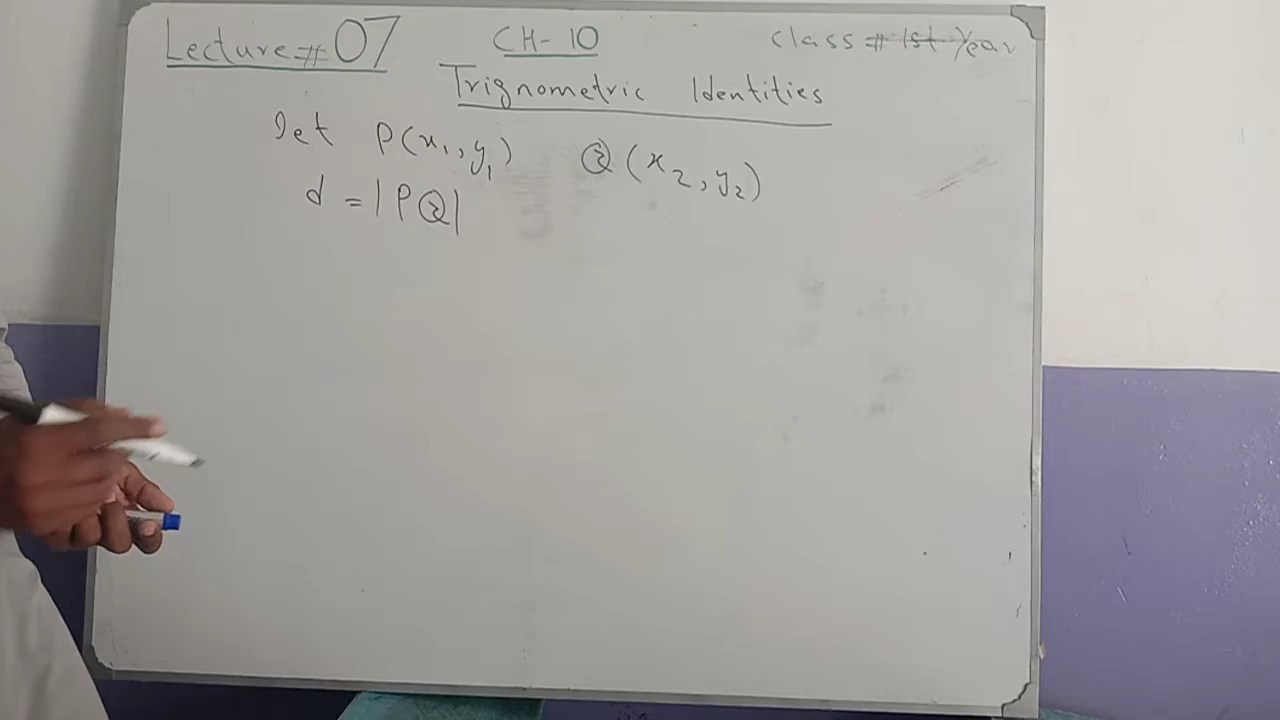 Lecture # 07 CH- 10 class # 1st Year
Trignometric Identities
let P(x₁, y₁) Q(x₂, y₂)
d = |PQ|